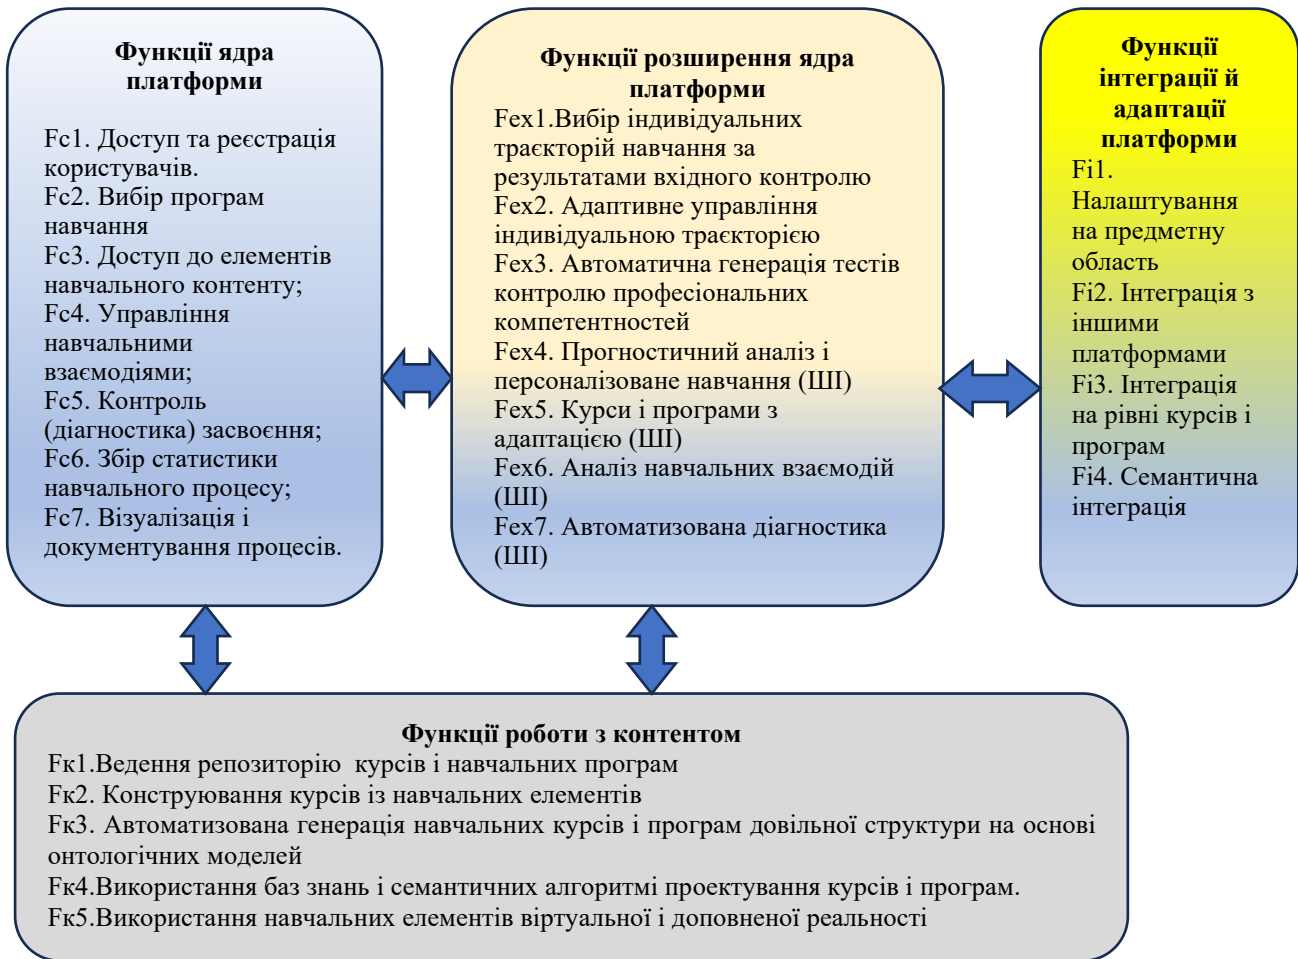 Функції ядра
платформи
Fc1. Доступ та реєстрація
користувачів.
Fc2. Вибір програм
навчання
Fc3. Доступ до елементів
навчального контенту;
Fc4. Управління
навчальними
взаємодіями;
Fc5. Контроль
(діагностика) засвоєння;
Fc6. Збір статистики
навчального процесу;
Fc7. Візуалізація і
документування процесів.
Функції розширення ядра
платформи
Fex1.Вибір індивідуальних
траєкторій навчання за
результатами вхідного контролю
Fex2. Адаптивне управління
індивідуальною траєкторією
Fex3. Автоматична генерація тестів
контролю професіональних
компетентностей
Fex4. Прогностичний аналіз і
персоналізоване навчання (ШІ)
Fex5. Курси і програми з
адаптацією (ШІ)
Fex6. Аналіз навчальних взаємодій
(ШІ)
Fex7. Автоматизована діагностика
(ШІ)
Функції
інтеграції й
адаптації
платформи
Fi1.
Налаштування
на предметну
область
Fi2. Інтеграція з
іншими
платформами
Fi3. Інтеграція
на рівні курсів і
програм
Fi4. Семантична
інтеграція
Функції роботи з контентом
Fк1.Ведення репозиторію курсів і навчальних програм
Fк2. Конструювання курсів із навчальних елементів
Fк3. Автоматизована генерація навчальних курсів і програм довільної структури на основі
онтологічних моделей
Fк4.Використання баз знань і семантичних алгоритмі проектування курсів і програм.
Fк5.Використання навчальних елементів віртуальної і доповненої реальності